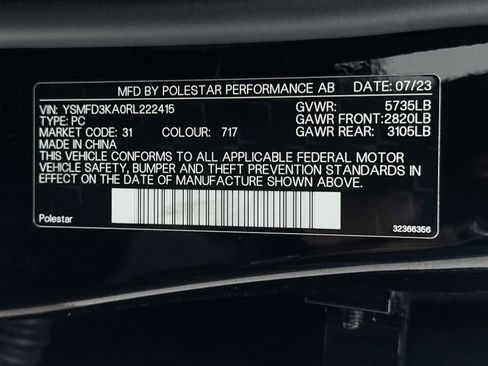 MFD BY POLESTAR PERFORMANCE AB DATE: 07/23
VIN: YSMFD3KA0RL222415 GVWR: 5735LB
TYPE: PC GAWR FRONT:2820LB
MARKET CODE: 31 COLOUR: 717 GAWR REAR: 3105LB
MADE IN CHINA
THIS VEHICLE CONFORMS TO ALL APPLICABLE FEDERAL MOTOR
VEHICLE SAFETY, BUMPER AND THEFT PREVENTION STANDARDS IN
EFFECT ON THE DATE OF MANUFACTURE SHOWN ABOVE.
Polestar 32366356